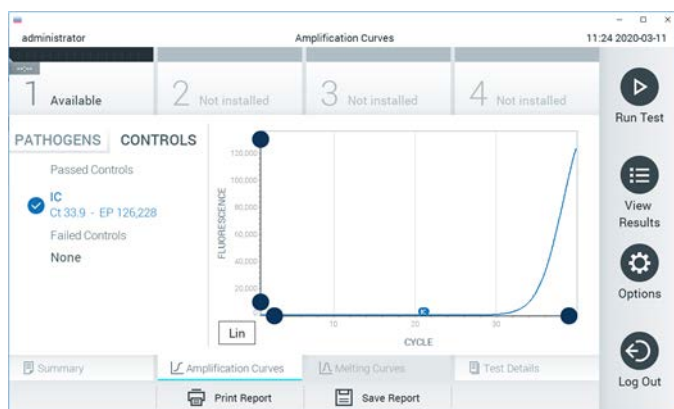 administrator
Amplification Curves
11:24 2020-03-11
1 Available
2 Not installed
3 Not installed
4 Not installed
Run Test
PATHOGENS CONTROLS
Passed Controls
IC
Ct 33.9 - EP 126,228
Failed Controls
None
FLUORESCENCE
120,000
100,000
80,000
60,000
40,000
20,000
0
10
20
30
CYCLE
Lin
View
Results
Options
Log Out
Summary
Amplification Curves
Melting Curves
Test Details
Print Report
Save Report